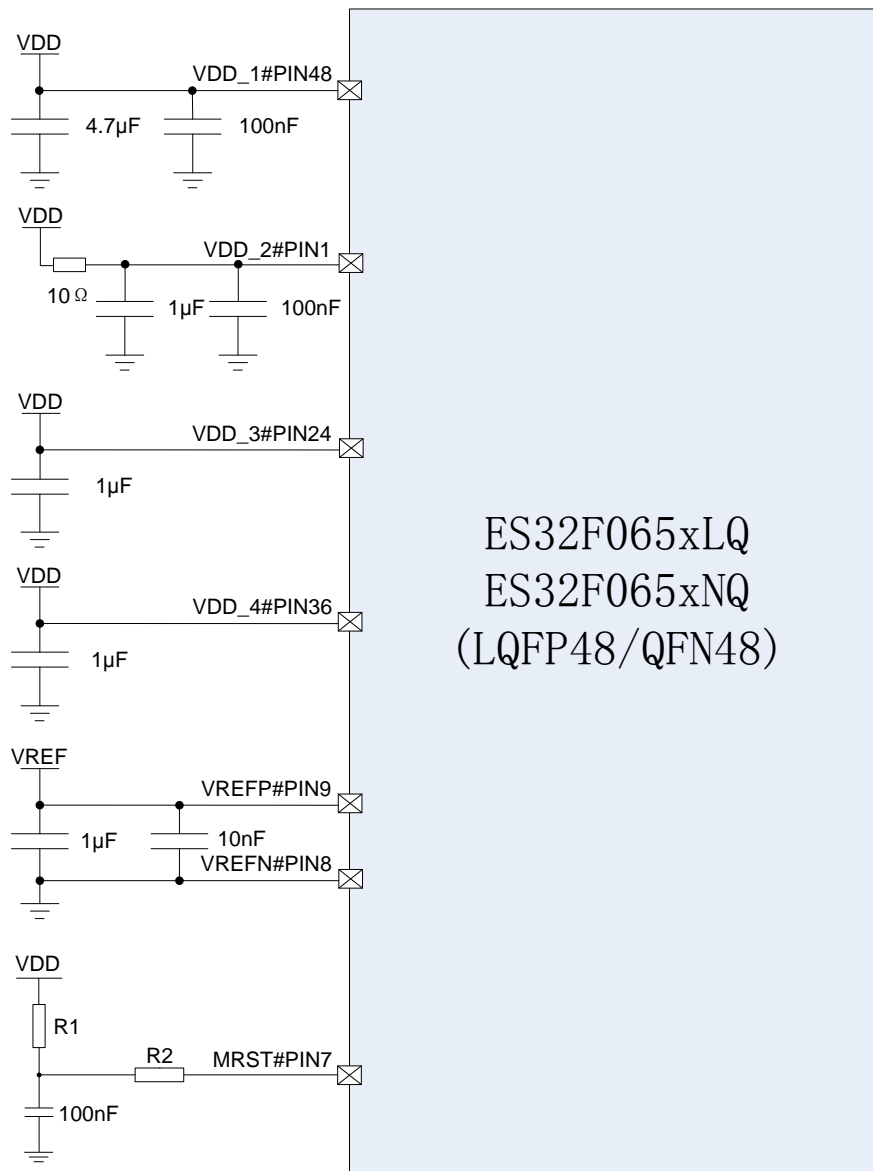 VDD
VDD_1#PIN48
4.7μF
100nF
VDD
VDD_2#PIN1
10Ω
1μF
100nF
VDD
VDD_3#PIN24
1μF
VDD
VDD_4#PIN36
1μF
ES32F065xLQ
ES32F065xNQ
(LQFP48/QFN48)
VREF
VREFP#PIN9
1μF
10nF
VREFN#PIN8
VDD
R1
R2
MRST#PIN7
100nF